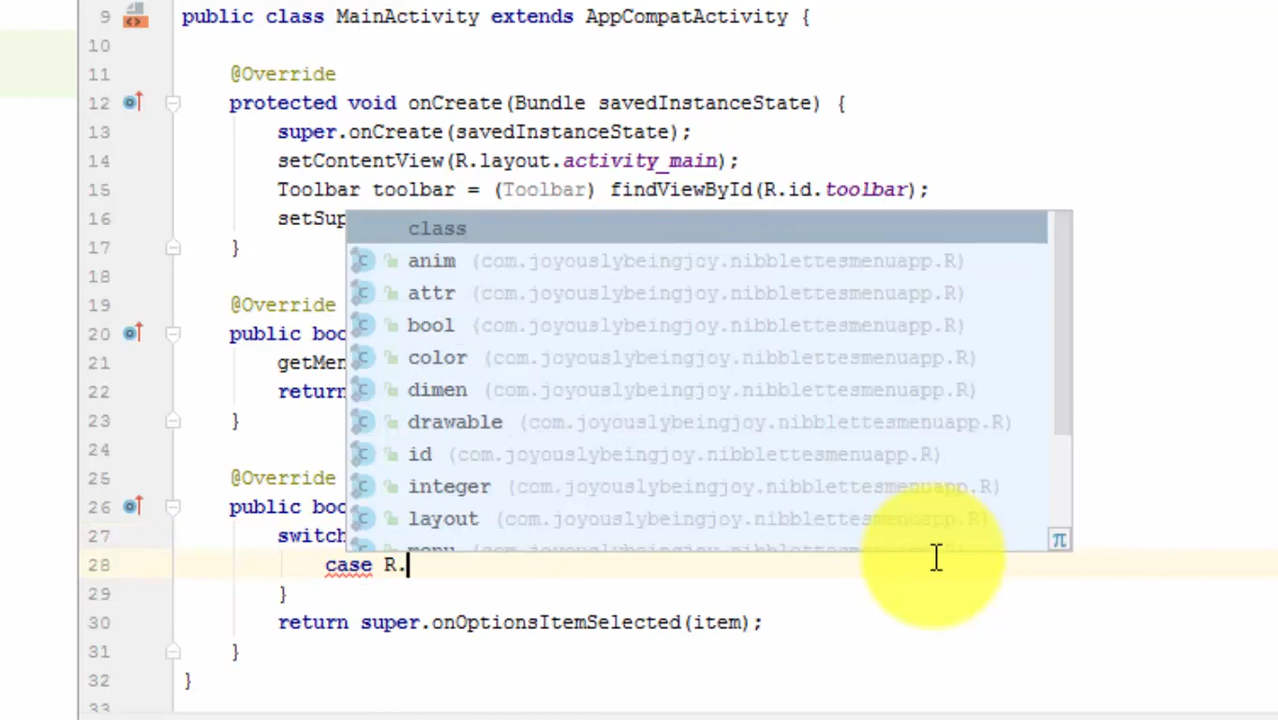 9 public class MainActivity extends AppCompatActivity {
10
11 @Override
12 protected void onCreate(Bundle savedInstanceState) {
13 super.onCreate(savedInstanceState);
14 setContentView(R.layout.activity_main);
15 Toolbar toolbar = (Toolbar) findViewById(R.id.toolbar);
16 setSup
class
17 }
anim (com.joyouslybeingjoy.nibblettesmenuapp.R)
18
attr (com.joyouslybeingjoy.nibblettesmenuapp.R)
19 @Override
bool (com.joyouslybeingjoy.nibblettesmenuapp.R)
20 public boo
color (com.joyouslybeingjoy.nibblettesmenuapp.R)
21 getMen
dimen (com.joyouslybeingjoy.nibblettesmenuapp.R)
22 return
drawable (com.joyouslybeingjoy.nibblettesmenuapp.R)
23 }
id (com.joyouslybeingjoy.nibblettesmenuapp.R)
24
25 @Override
integer (com.joyouslybeingjoy.nibblettesmenuapp.R)
26 public boo
layout (com.joyouslybeingjoy.nibblettesmenuapp.R)
27 switch
π
28 case R.
29 }
30 return super.onOptionsItemSelected(item);
31 }
32 }
33